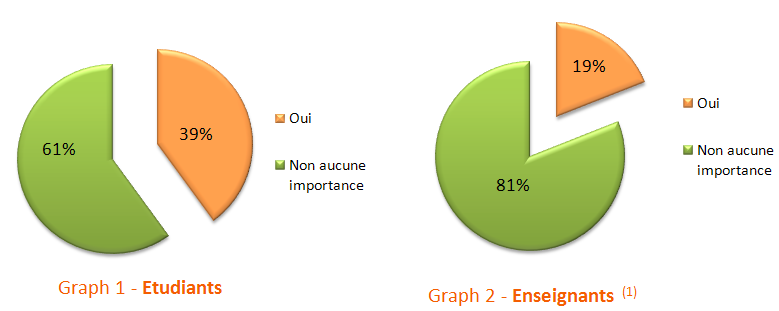 61%
39%
Oui
Non aucune
importance
Graph 1 - Etudiants
19%
81%
Oui
Non aucune
importance
Graph 2 - Enseignants (1)